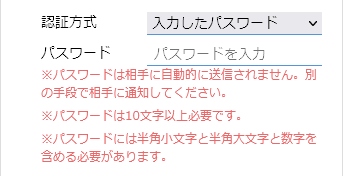 認証方式 入力したパスワード
パスワード パスワードを入力
※パスワードは相手に自動的に送信されません。別
の手段で相手に通知してください。
※パスワードは10文字以上必要です。
※パスワードには半角小文字と半角大文字と数字を
含める必要があります。